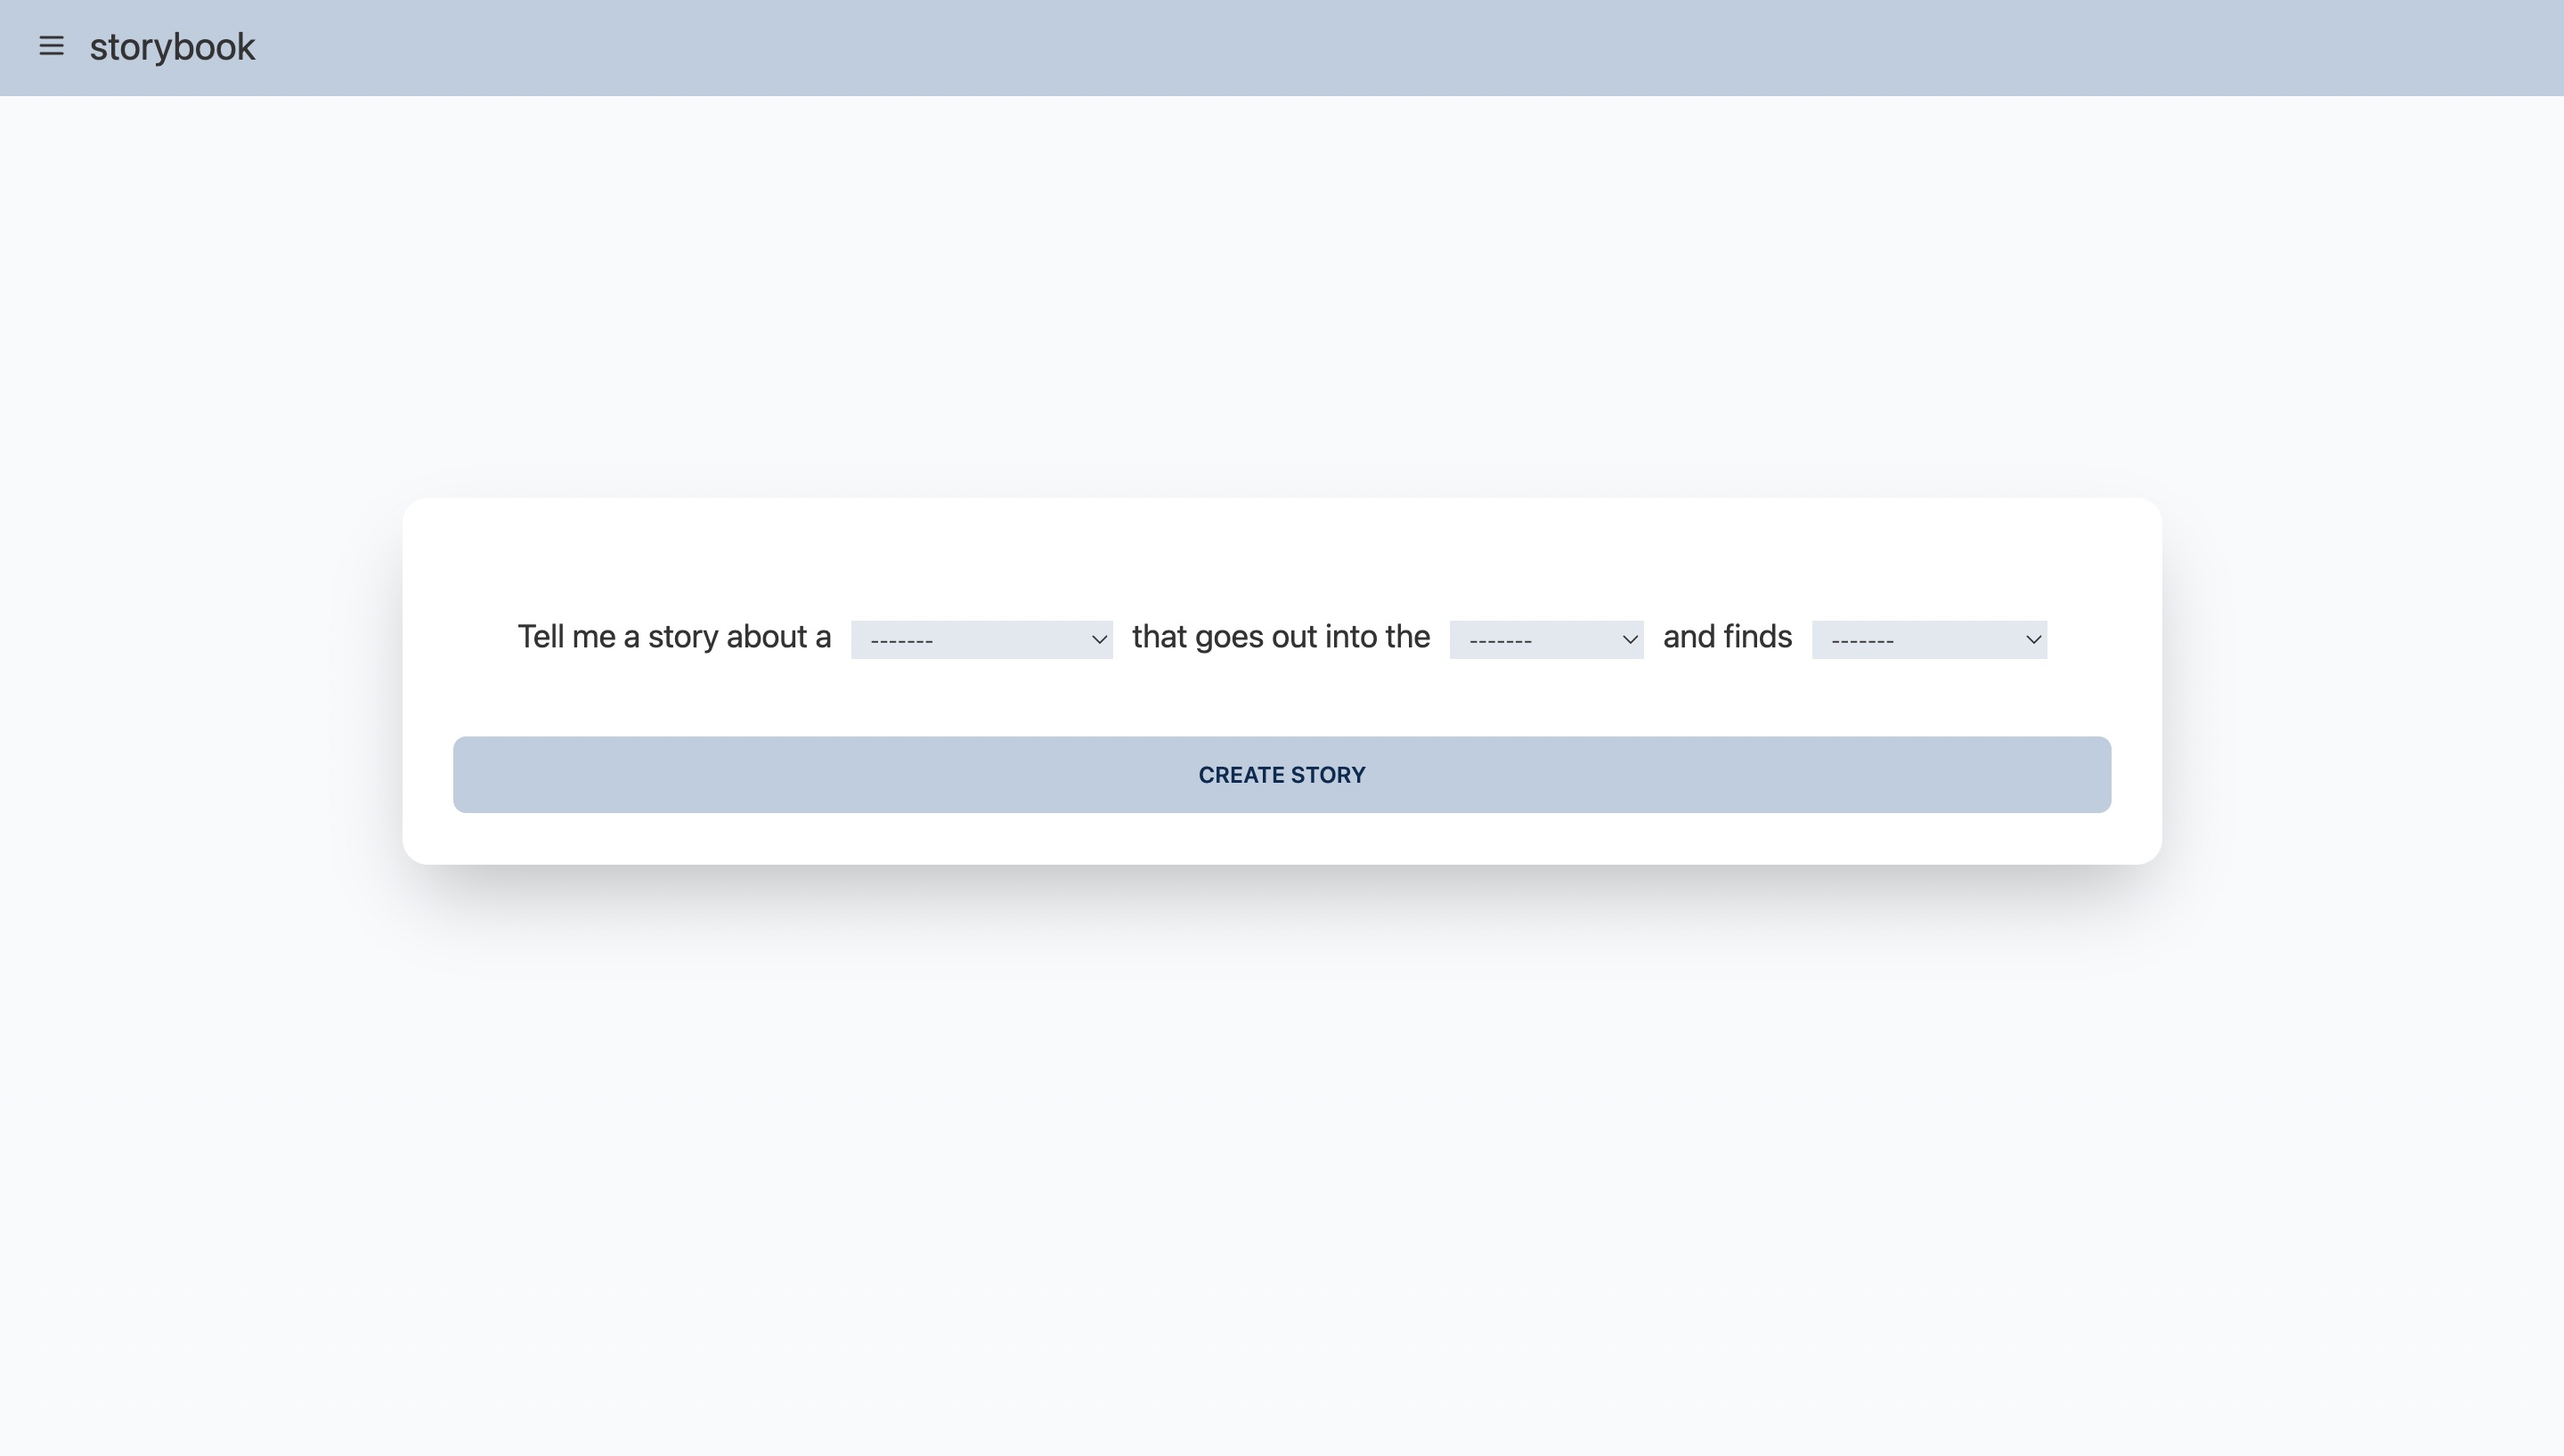 storybook
Tell me a story about a ------- that goes out into the ------- and finds -------
CREATE STORY